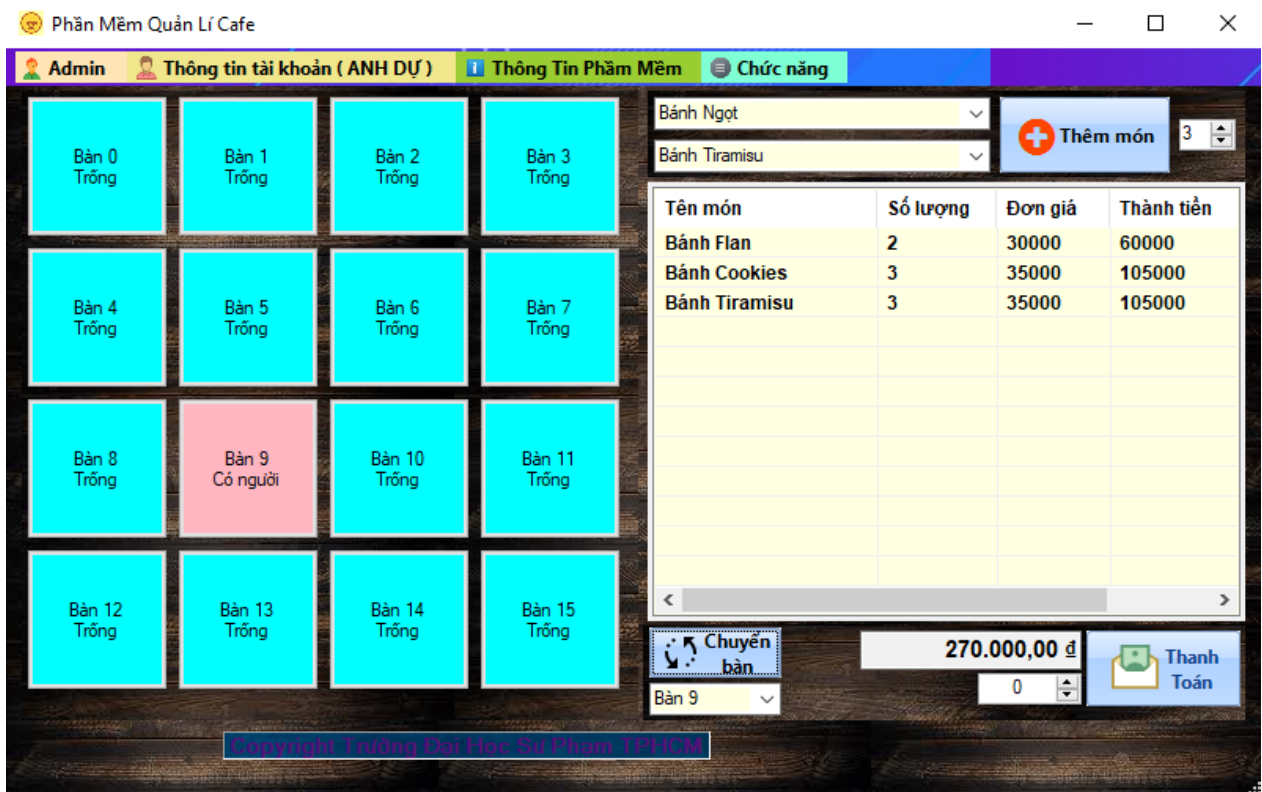 Phần Mềm Quản Lí Cafe
Admin Thông tin tài khoản ( ANH DỰ ) Thông Tin Phầm Mềm Chức năng
Bàn 0 Trống
Bàn 1 Trống
Bàn 2 Trống
Bàn 3 Trống
Bàn 4 Trống
Bàn 5 Trống
Bàn 6 Trống
Bàn 7 Trống
Bàn 8 Trống
Bàn 9 Có người
Bàn 10 Trống
Bàn 11 Trống
Bàn 12 Trống
Bàn 13 Trống
Bàn 14 Trống
Bàn 15 Trống
Bánh Ngọt
Bánh Tiramisu
Thêm món 3
Tên món Số lượng Đơn giá Thành tiền
Bánh Flan 2 30000 60000
Bánh Cookies 3 35000 105000
Bánh Tiramisu 3 35000 105000
Chuyển bàn
Bàn 9
270.000,00 ₫
0
Thanh Toán
Copyright Trường Đại Học Sư Phạm TPHCM